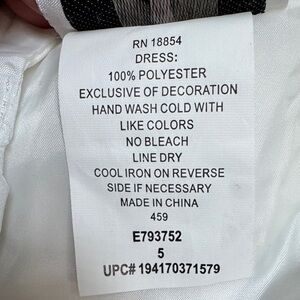 RN 18854
DRESS:
100% POLYESTER
EXCLUSIVE OF DECORATION
HAND WASH COLD WITH
LIKE COLORS
NO BLEACH
LINE DRY
COOL IRON ON REVERSE
SIDE IF NECESSARY
MADE IN CHINA
459
E793752
5
UPC# 194170371579